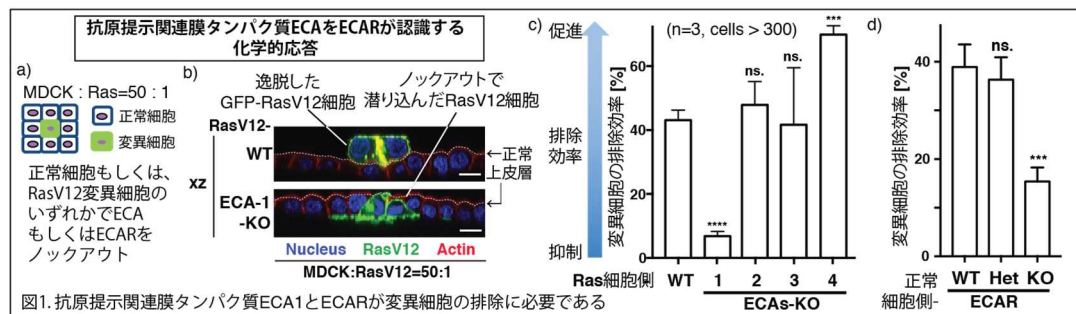 抗原提示関連膜タンパク質ECAをECARが認識する
化学的応答
a)
MDCK : Ras=50 : 1
正常細胞
変異細胞
正常細胞もしくは、
RasV12変異細胞の
いずれかでECA
もしくはECARを
ノックアウト
b)
逸脱した
GFP-RasV12細胞
ノックアウトで
潜り込んだRasV12細胞
RasV12-
WT
xz
ECA-1
-KO
←正常
上皮層
Nucleus RasV12 Actin
MDCK:RasV12=50:1
c)
促進
排除
効率
抑制
(n=3, cells > 300)
変異細胞の排除効率 [%]
60
40
20
0
****
ns.
ns.
***
Ras細胞側 WT 1 2 3 4
ECAs-KO
d)
変異細胞の排除効率 [%]
40
20
0
ns.
***
正常
細胞側-
WT Het KO
ECAR
図1. 抗原提示関連膜タンパク質ECA1とECARが変異細胞の排除に必要である